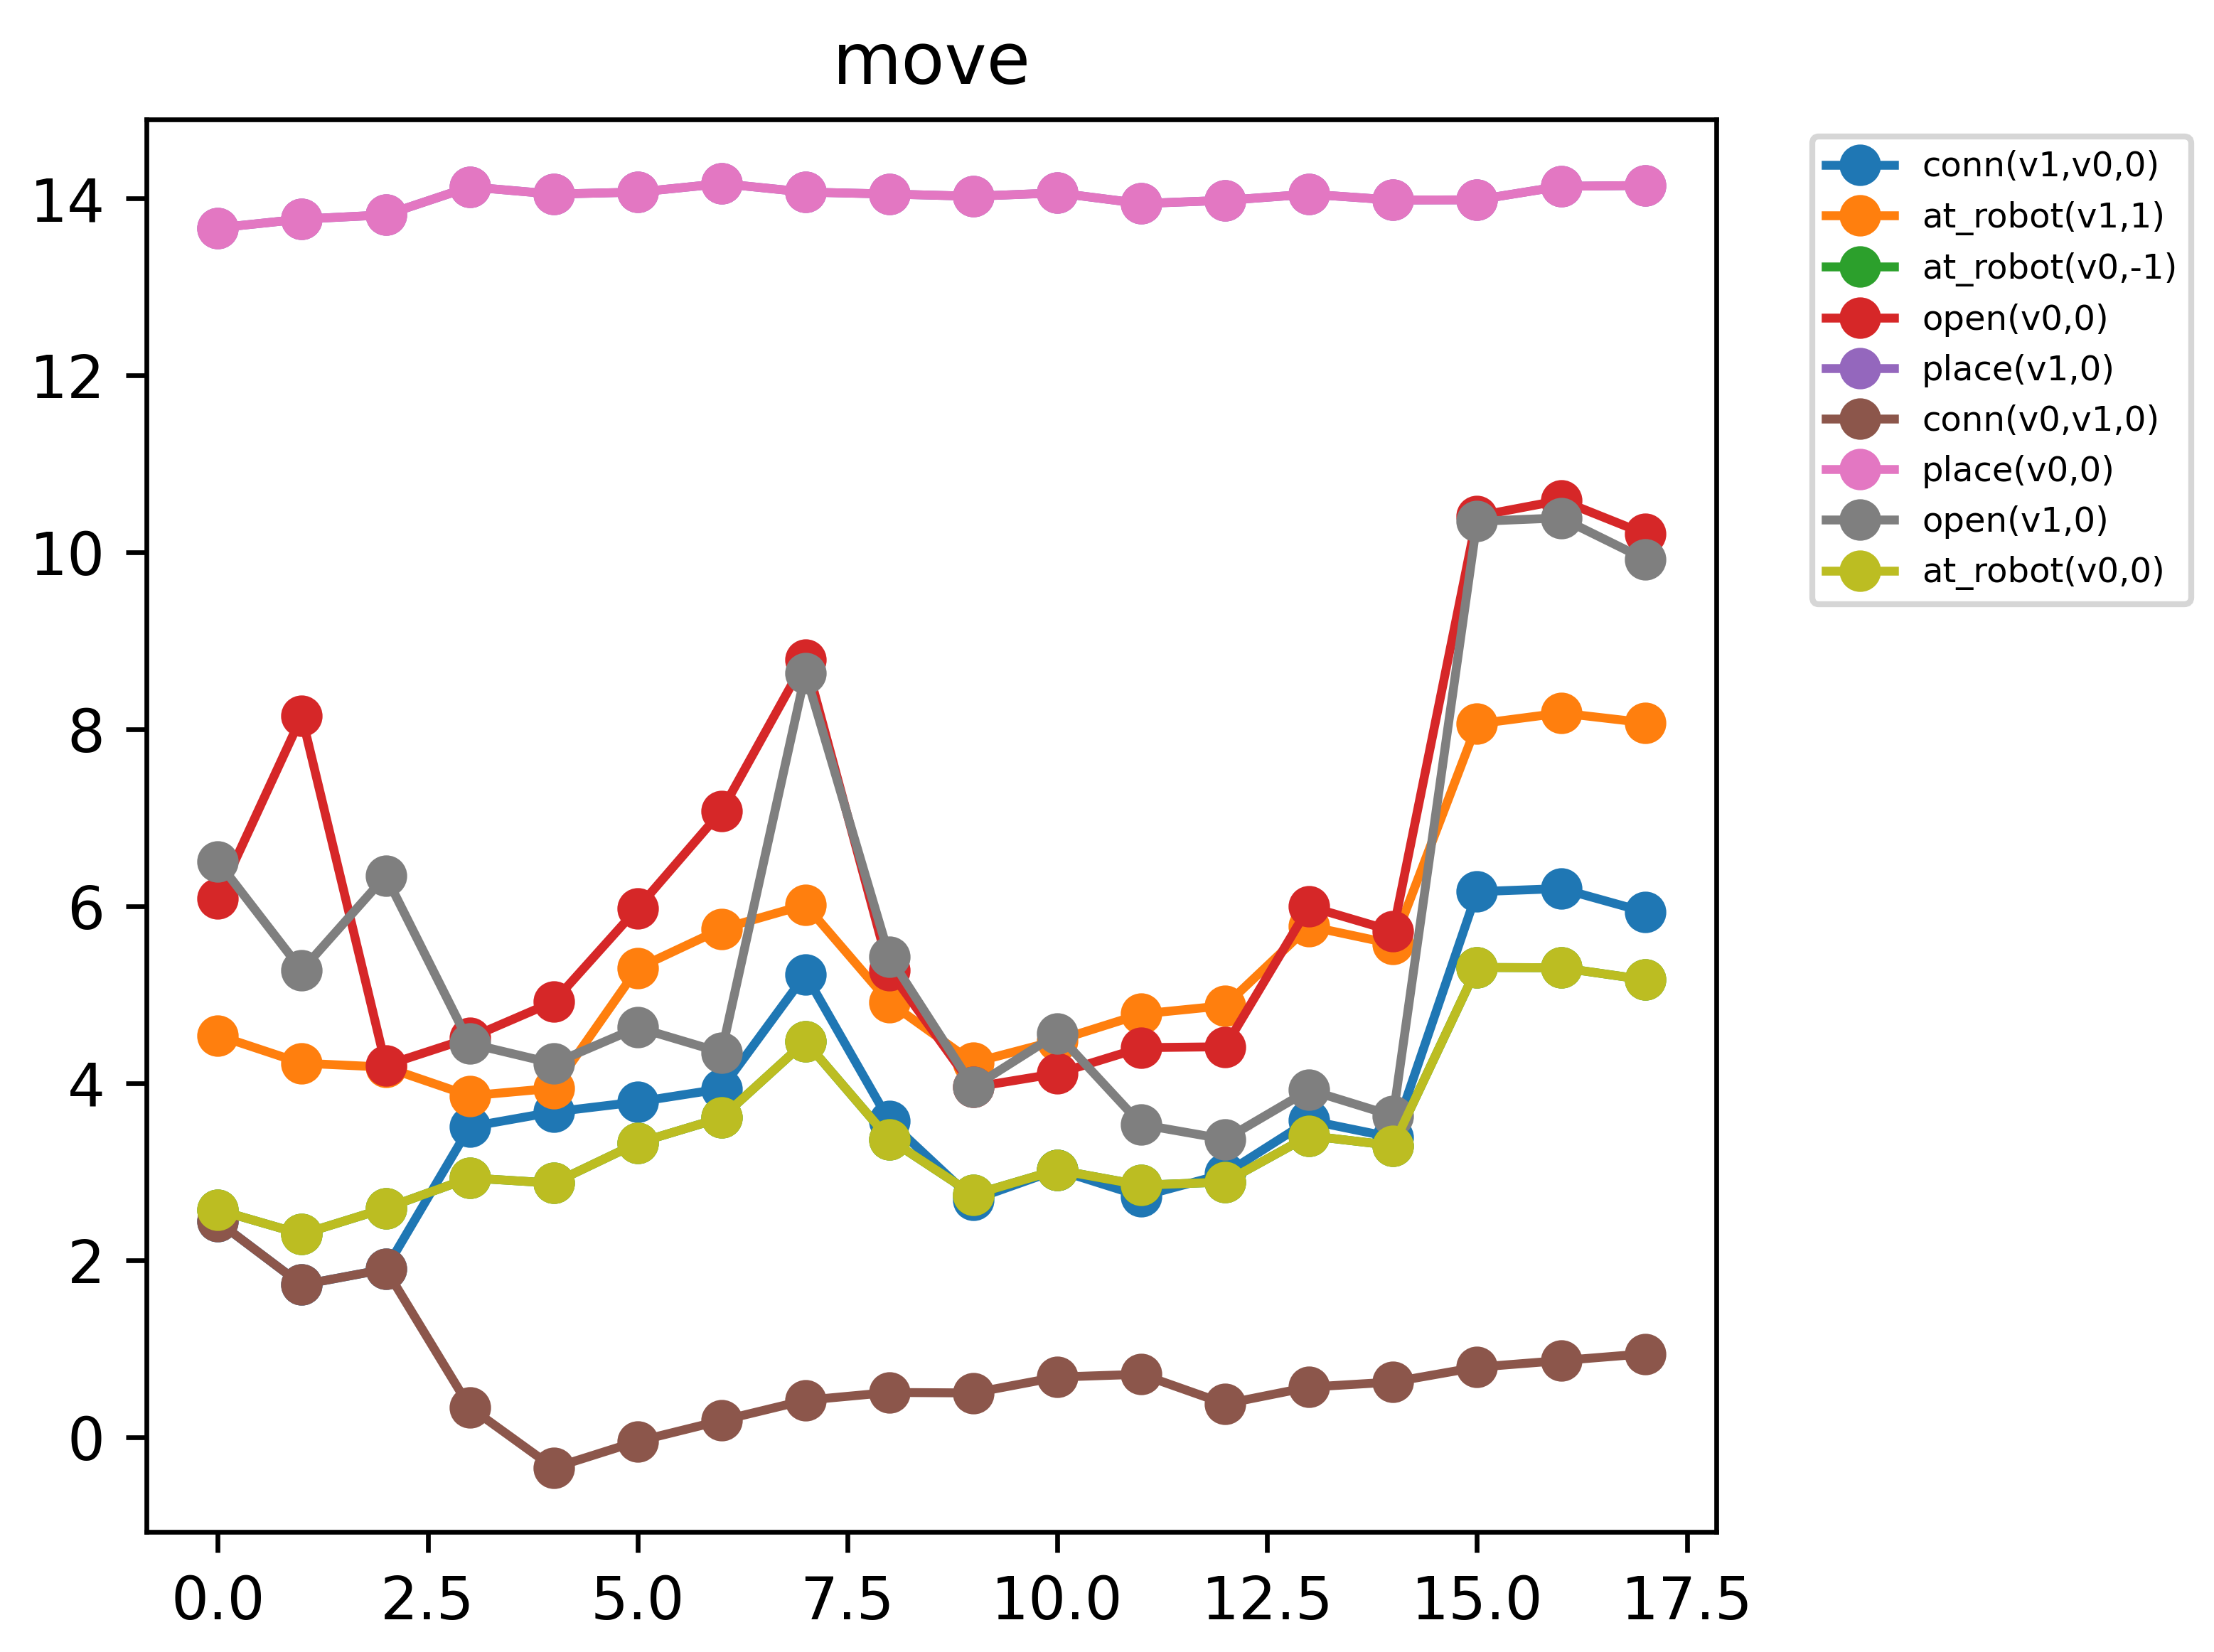 move
14
12
10
8
6
4
2
0
0.0 2.5 5.0 7.5 10.0 12.5 15.0 17.5
conn(v1,v0,0)
at_robot(v1,1)
at_robot(v0,-1)
open(v0,0)
place(v1,0)
conn(v0,v1,0)
place(v0,0)
open(v1,0)
at_robot(v0,0)